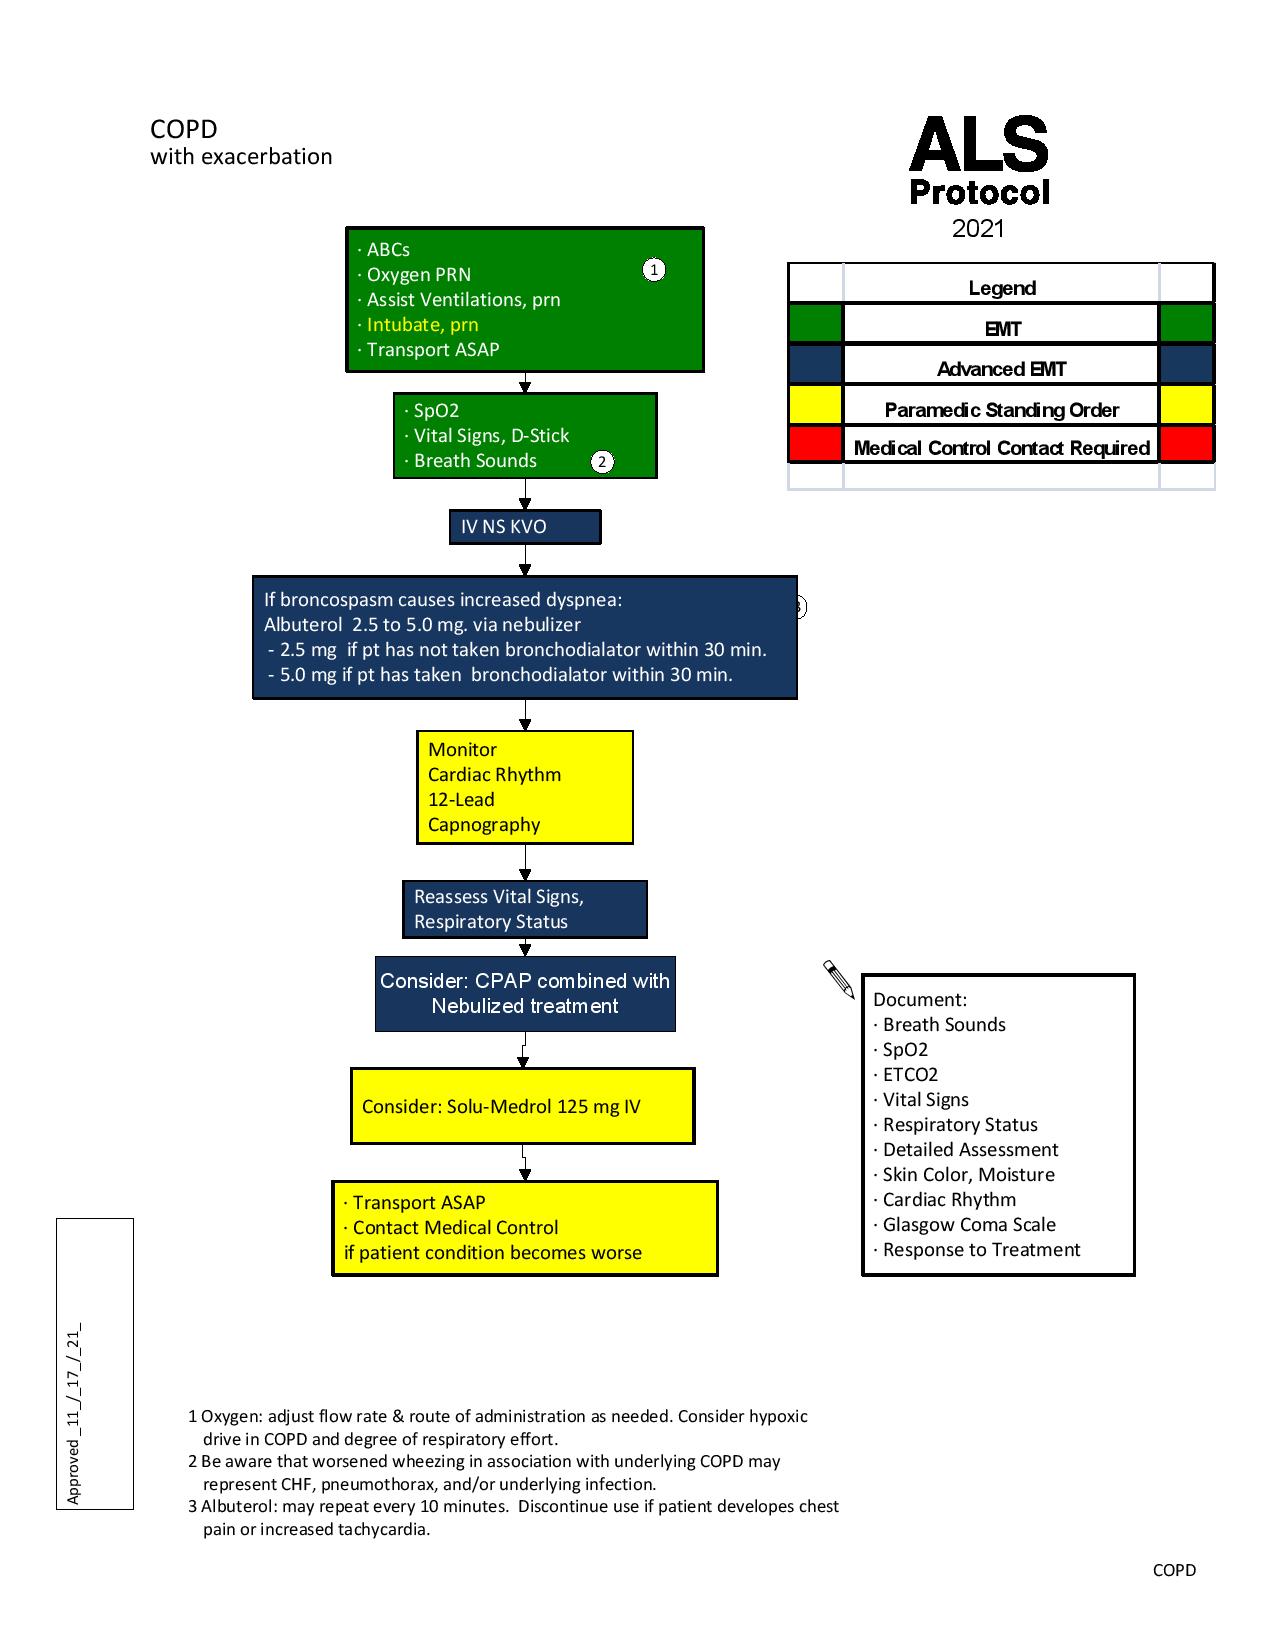 COPD
with exacerbation
ALS
Protocol
2021
· ABCs
· Oxygen PRN
· Assist Ventilations, prn
· Intubate, prn
· Transport ASAP
1
Legend
EMT
Advanced EMT
Paramedic Standing Order
Medical Control Contact Required
· SpO2
· Vital Signs, D-Stick
· Breath Sounds
2
IV NS KVO
If broncospasm causes increased dyspnea:
Albuterol 2.5 to 5.0 mg. via nebulizer
- 2.5 mg if pt has not taken bronchodialator within 30 min.
- 5.0 mg if pt has taken bronchodialator within 30 min.
Monitor
Cardiac Rhythm
12-Lead
Capnography
Reassess Vital Signs,
Respiratory Status
Consider: CPAP combined with
Nebulized treatment
Consider: Solu-Medrol 125 mg IV
· Transport ASAP
· Contact Medical Control
if patient condition becomes worse
Document:
· Breath Sounds
· SpO2
· ETCO2
· Vital Signs
· Respiratory Status
· Detailed Assessment
· Skin Color, Moisture
· Cardiac Rhythm
· Glasgow Coma Scale
· Response to Treatment
Approved _11_/_17_/_21_
1 Oxygen: adjust flow rate & route of administration as needed. Consider hypoxic
drive in COPD and degree of respiratory effort.
2 Be aware that worsened wheezing in association with underlying COPD may
represent CHF, pneumothorax, and/or underlying infection.
3 Albuterol: may repeat every 10 minutes. Discontinue use if patient developes chest
pain or increased tachycardia.
COPD